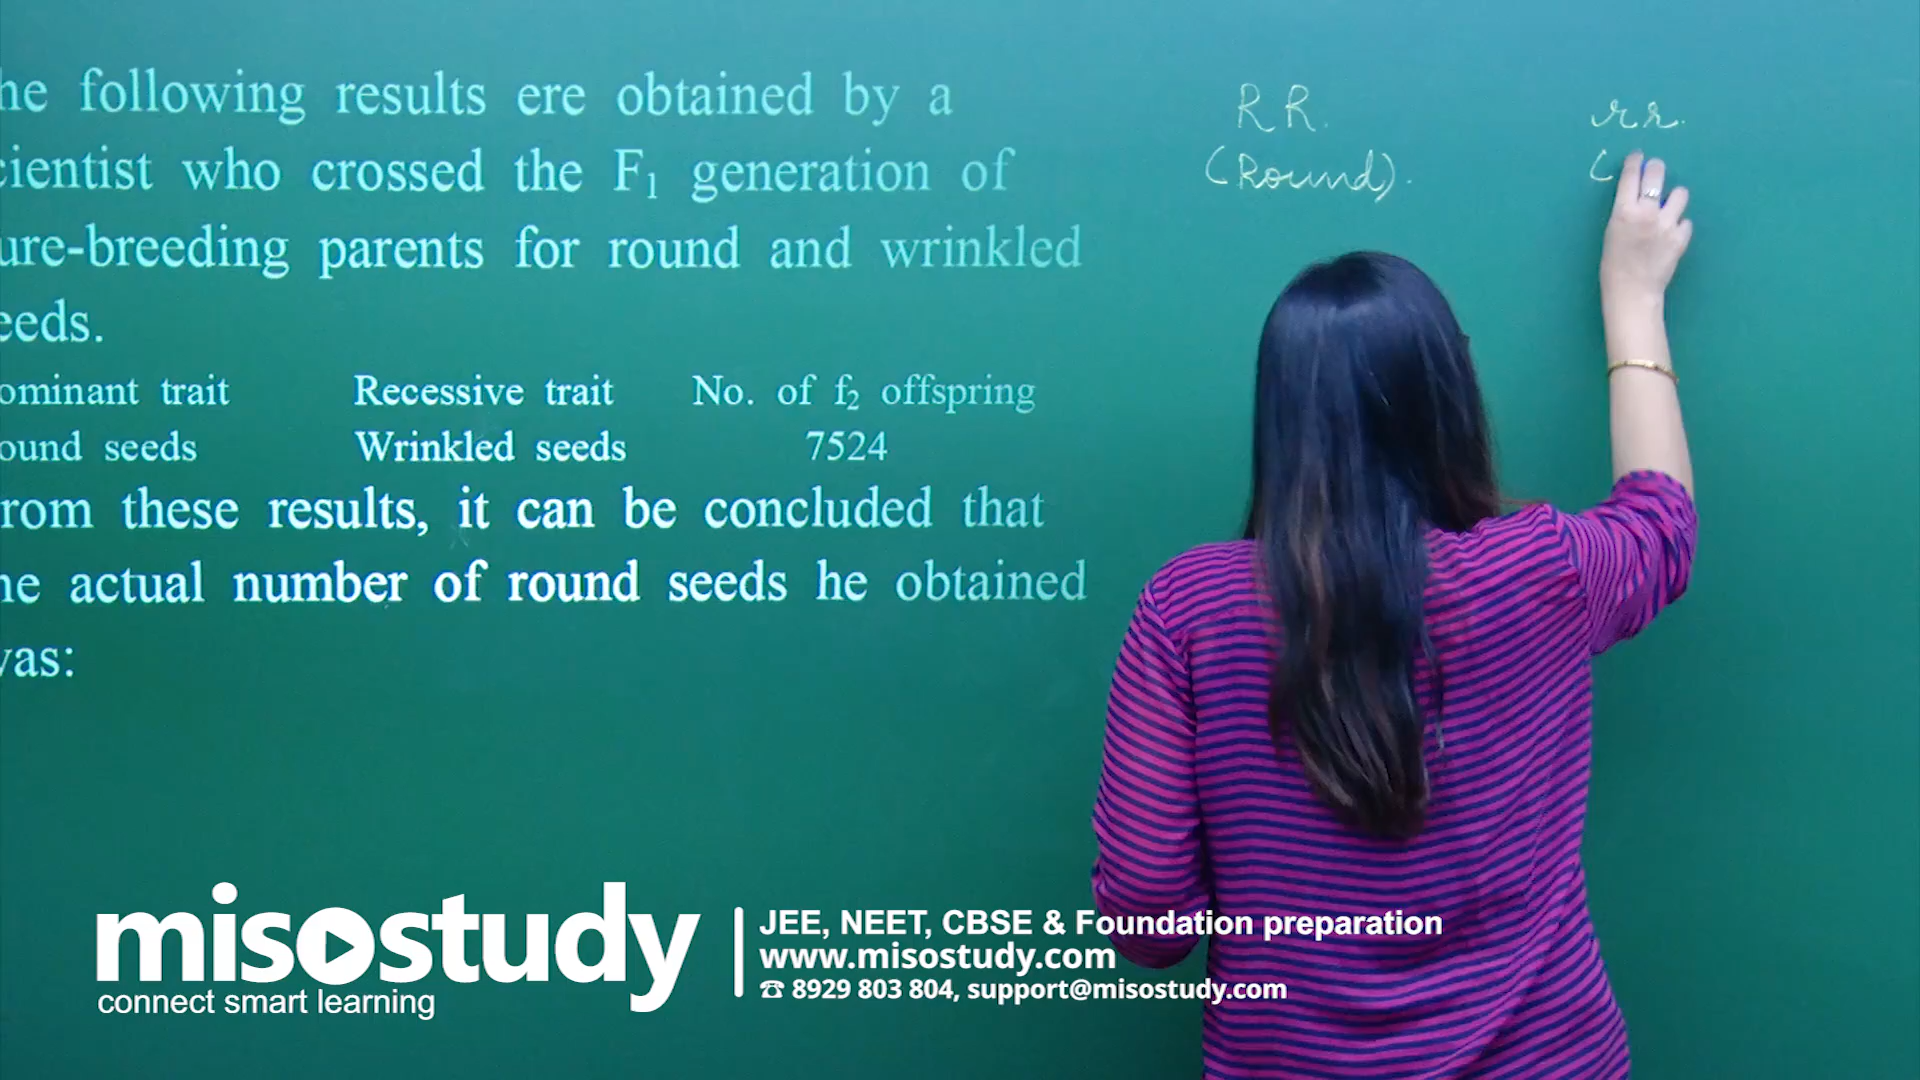 he following results ere obtained by a
cientist who crossed the F₁ generation of
ure-breeding parents for round and wrinkled
eeds.
ominant trait Recessive trait No. of f₂ offspring
ound seeds Wrinkled seeds 7524
rom these results, it can be concluded that
he actual number of round seeds he obtained
vas:
RR.
(Round).
rr.
(
misostudy
connect smart learning
JEE, NEET, CBSE & Foundation preparation
www.misostudy.com
☎ 8929 803 804, support@misostudy.com